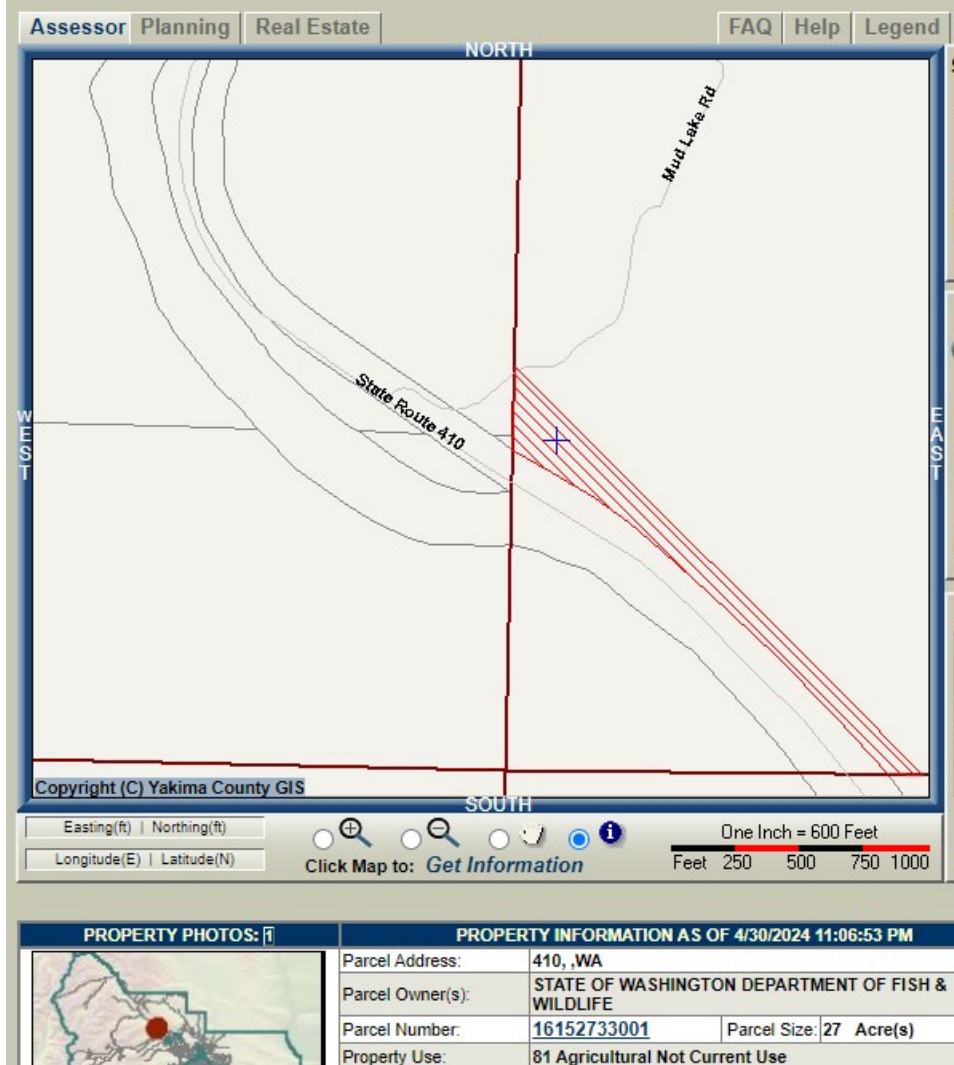 Assessor Planning Real Estate FAQ Help Legend
NORTH
Mud Lake Rd
State Route 410
WEST
EAST
Copyright (C) Yakima County GIS
SOUTH
Easting(ft) | Northing(ft)
One Inch = 600 Feet
Longitude(E) | Latitude(N)
Click Map to: Get Information
Feet 250 500 750 1000
PROPERTY PHOTOS: 1
PROPERTY INFORMATION AS OF 4/30/2024 11:06:53 PM
Parcel Address: 410, ,WA
Parcel Owner(s): STATE OF WASHINGTON DEPARTMENT OF FISH &
WILDLIFE
Parcel Number: 16152733001 Parcel Size: 27 Acre(s)
Property Use: 81 Agricultural Not Current Use